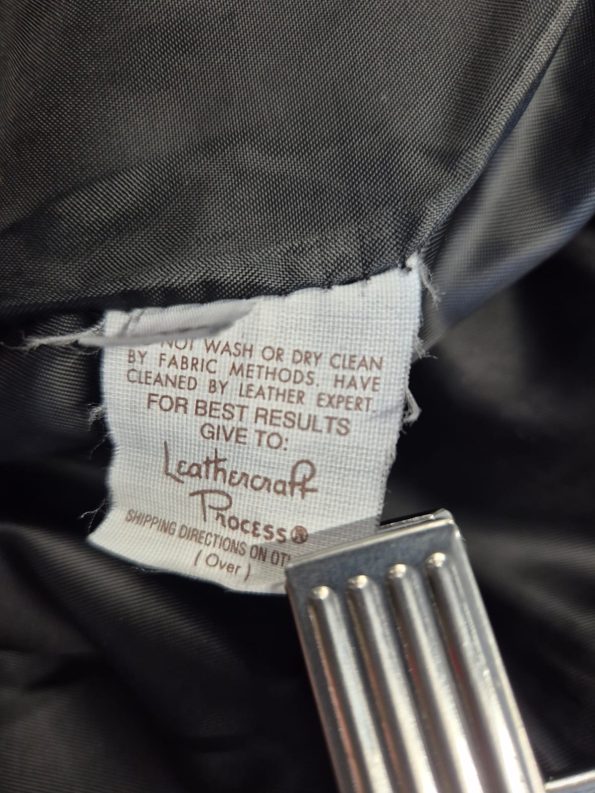 NOT WASH OR DRY CLEAN
BY FABRIC METHODS. HAVE
CLEANED BY LEATHER EXPERT.
FOR BEST RESULTS
GIVE TO:
Leathercraft
Process®
SHIPPING DIRECTIONS ON
( Over )